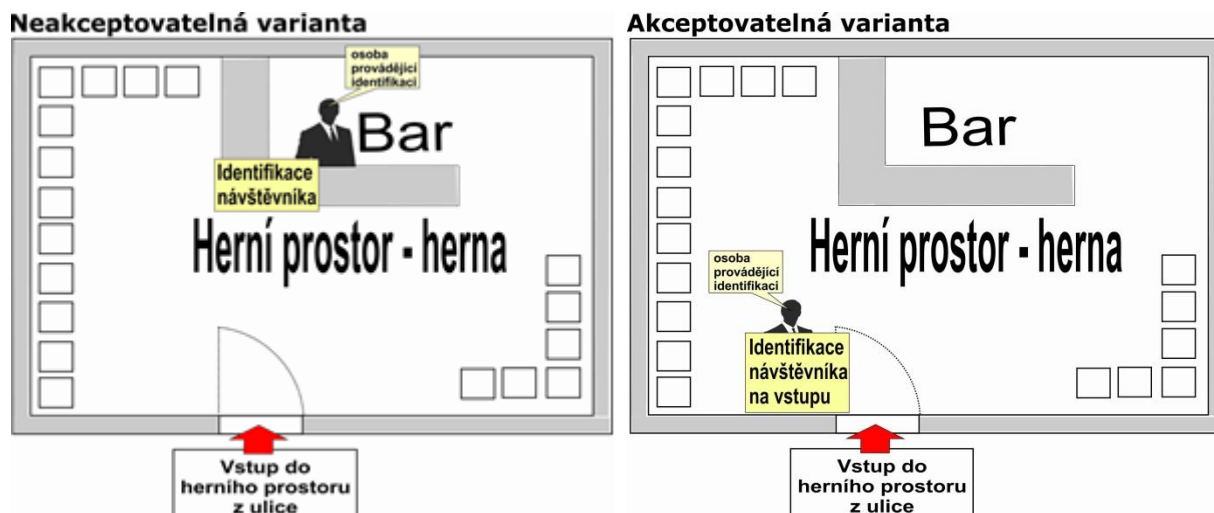 Neakceptovatelná varianta
osoba
provádějící
identifikaci
Bar
Identifikace
návštěvníka
Herní prostor - herna
Vstup do
herního prostoru
z ulice
Akceptovatelná varianta
Bar
Herní prostor - herna
osoba
provádějící
identifikaci
Identifikace
návštěvníka
na vstupu
Vstup do
herního prostoru
z ulice